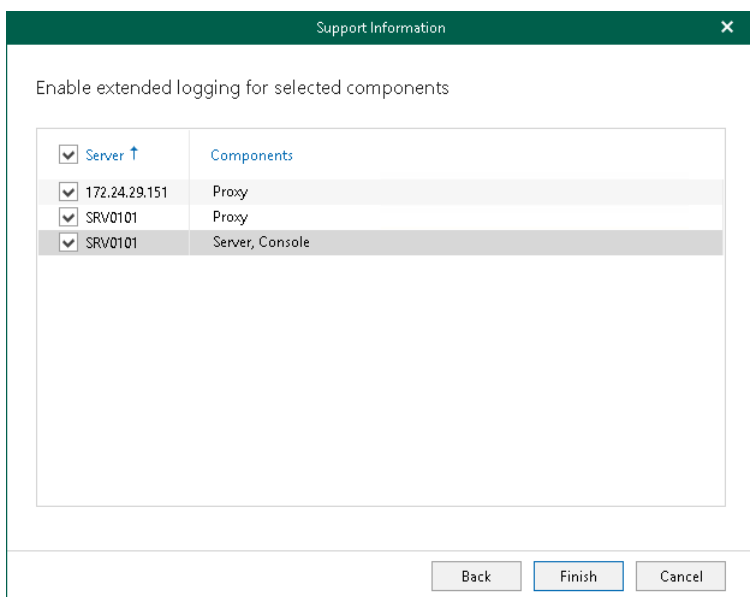 Support Information
Enable extended logging for selected components
Server Components
172.24.29.151 Proxy
SRV0101 Proxy
SRV0101 Server, Console
Back Finish Cancel